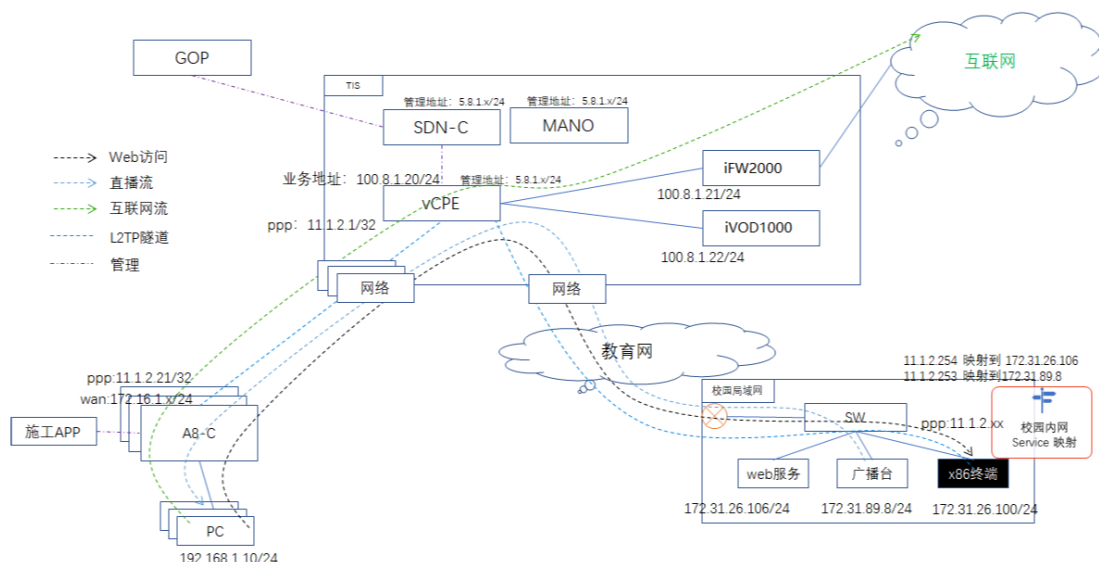 GOP
互联网
TIS
管理地址：5.8.1.x/24
管理地址：5.8.1.x/24
SDN-C
MANO
Web访问
直播流
互联网流
L2TP隧道
管理
业务地址：100.8.1.20/24
管理地址：5.8.1.x/24
vCPE
iFW2000
100.8.1.21/24
ppp：11.1.2.1/32
iVOD1000
100.8.1.22/24
网络
网络
教育网
11.1.2.254 映射到 172.31.26.106
11.1.2.253 映射到172.31.89.8
ppp:11.1.2.21/32
wan:172.16.1.x/24
校园局域网
施工APP
A8-C
SW
ppp:11.1.2.xx
校园内网
Service 映射
web服务
广播台
x86终端
172.31.26.106/24
172.31.89.8/24
172.31.26.100/24
PC
192.168.1.10/24